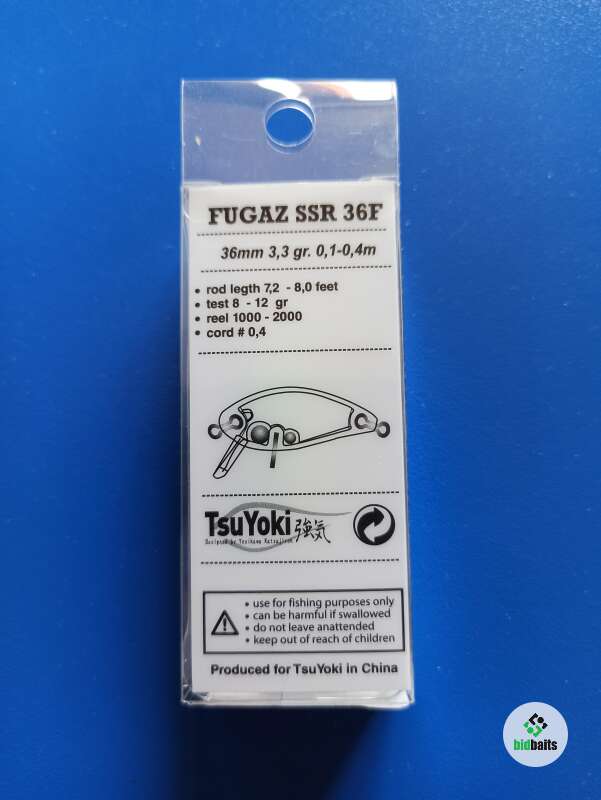 FUGAZ SSR 36F
36mm 3,3 gr. 0,1-0,4m
• rod legth 7,2 - 8,0 feet
• test 8 - 12 gr
• reel 1000 - 2000
• cord # 0,4
TsuYoki 強気
Designed by
• use for fishing purposes only
• can be harmful if swallowed
• do not leave anattended
• keep out of reach of children
Produced for TsuYoki in China
bidbaits